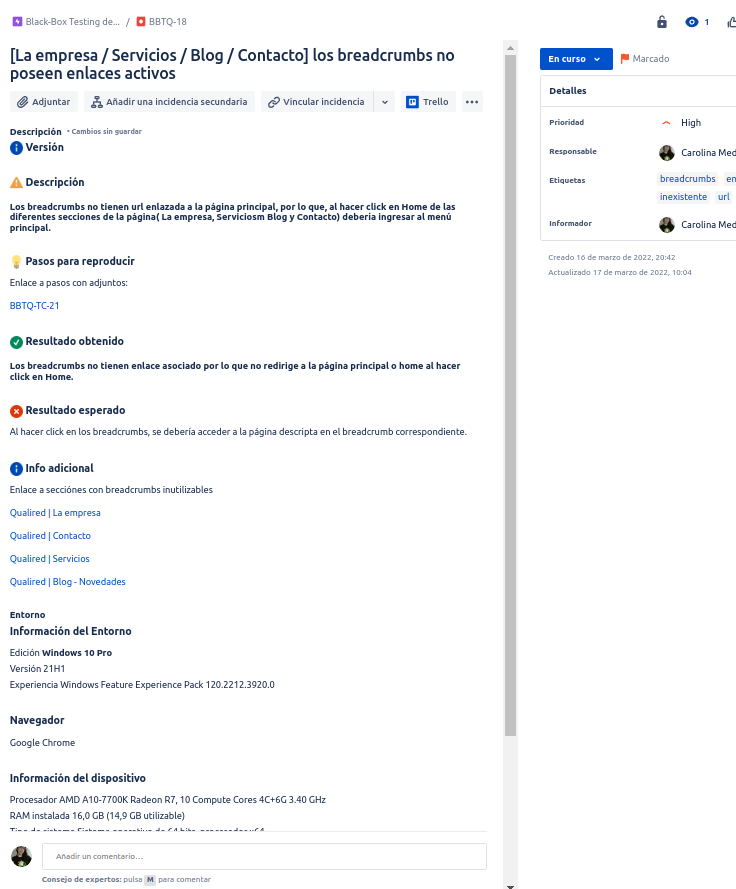 Black-Box Testing de... / BBTQ-18
1
[La empresa / Servicios / Blog / Contacto] los breadcrumbs no
poseen enlaces activos
Adjuntar
Añadir una incidencia secundaria
Vincular incidencia
Trello
Descripción • Cambios sin guardar
Versión
Descripción
Los breadcrumbs no tienen url enlazada a la página principal, por lo que, al hacer click en Home de las
diferentes secciones de la página( La empresa, Serviciosm Blog y Contacto) deberia ingresar al menú
principal.
Pasos para reproducir
Enlace a pasos con adjuntos:
BBTQ-TC-21
Resultado obtenido
Los breadcrumbs no tienen enlace asociado por lo que no redirige a la página principal o home al hacer
click en Home.
Resultado esperado
Al hacer click en los breadcrumbs, se debería acceder a la página descripta en el breadcrumb correspondiente.
Info adicional
Enlace a secciónes con breadcrumbs inutilizables
Qualired | La empresa
Qualired | Contacto
Qualired | Servicios
Qualired | Blog - Novedades
Entorno
Información del Entorno
Edición Windows 10 Pro
Versión 21H1
Experiencia Windows Feature Experience Pack 120.2212.3920.0
Navegador
Google Chrome
Información del dispositivo
Procesador AMD A10-7700K Radeon R7, 10 Compute Cores 4C+6G 3.40 GHz
RAM instalada 16,0 GB (14,9 GB utilizable)
Tipo de sistema Sistema operativo de 64 bits, procesador x64
Añadir un comentario...
Consejo de expertos: pulsa M para comentar
En curso
Marcado
Detalles
Prioridad
High
Responsable
Carolina Med
Etiquetas
breadcrumbs en
inexistente url
Informador
Carolina Med
Creado 16 de marzo de 2022, 20:42
Actualizado 17 de marzo de 2022, 10:04